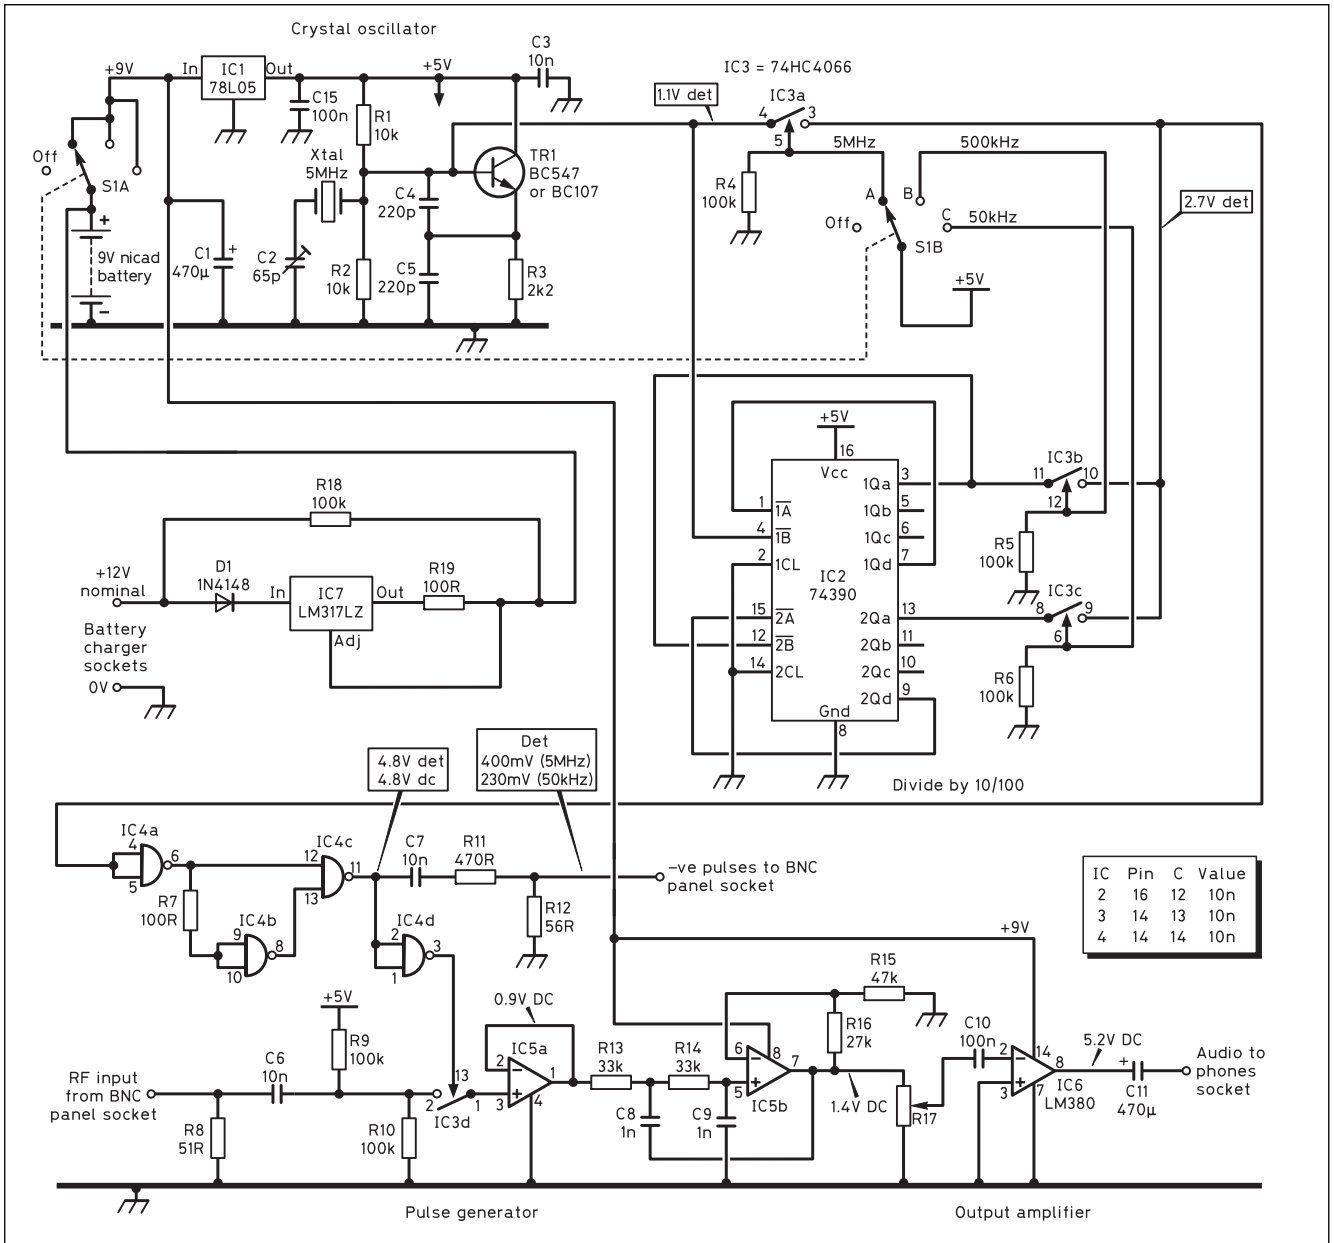 Crystal oscillator
+9V
In
IC1
78L05
Out
+5V
C3
10n
C15
100n
R1
10k
Xtal
5MHz
TR1
BC547
or BC107
Off
S1A
+
9V nicad
battery
−
C1
470µ
+
C2
65p
R2
10k
C4
220p
C5
220p
R3
2k2
IC3 = 74HC4066
1.1V det
IC3a
4
3
5
5MHz
500kHz
R4
100k
A
B
C
50kHz
Off
S1B
+5V
2.7V det
+5V
16
Vcc
1
1A
4
1B
2
1CL
15
2A
12
2B
14
2CL
IC2
74390
1Qa
3
1Qb
5
1Qc
6
1Qd
7
2Qa
13
2Qb
11
2Qc
10
2Qd
9
Gnd
8
IC3b
11
10
12
R5
100k
IC3c
8
9
6
R6
100k
Divide by 10/100
R18
100k
+12V
nominal
D1
1N4148
In
IC7
LM317LZ
Out
Adj
R19
100R
Battery
charger
sockets
0V
4.8V det
4.8V dc
Det
400mV (5MHz)
230mV (50kHz)
IC4a
4
5
6
R7
100R
IC4b
9
10
8
IC4c
12
13
11
C7
10n
R11
470R
R12
56R
-ve pulses to BNC
panel socket
IC4d
2
1
3
IC Pin C Value
2 16 12 10n
3 14 13 10n
4 14 14 10n
+9V
+5V
R9
100k
RF input
from BNC
panel socket
C6
10n
R8
51R
R10
100k
13
2
1
IC3d
0.9V DC
IC5a
2
−
3
+
1
4
R13
33k
R14
33k
C8
1n
C9
1n
6
−
5
+
8
7
IC5b
R15
47k
R16
27k
1.4V DC
R17
C10
100n
2
−
3
+
14
8
7
IC6
LM380
5.2V DC
+
C11
470µ
Audio to
phones
socket
Pulse generator
Output amplifier